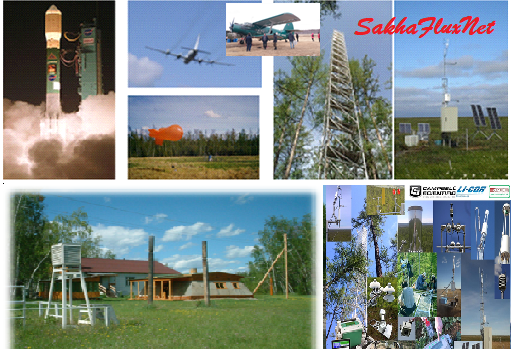 SakhaFluxNet
CAMPBELL
SCIENTIFIC
LI-COR